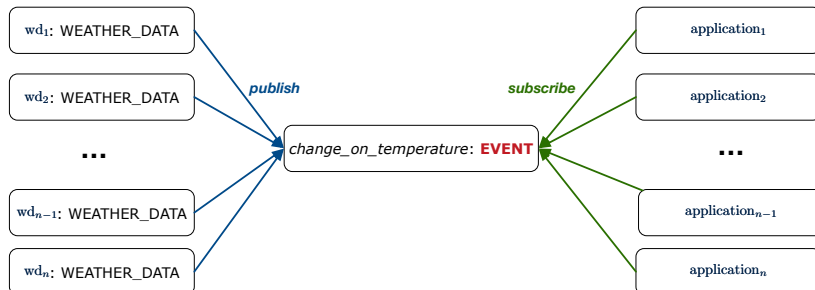 wd₁: WEATHER_DATA
application₁
publish
subscribe
wd₂: WEATHER_DATA
application₂
...
...
change_on_temperature: EVENT
wdₙ₋₁: WEATHER_DATA
applicationₙ₋₁
wdₙ: WEATHER_DATA
applicationₙ